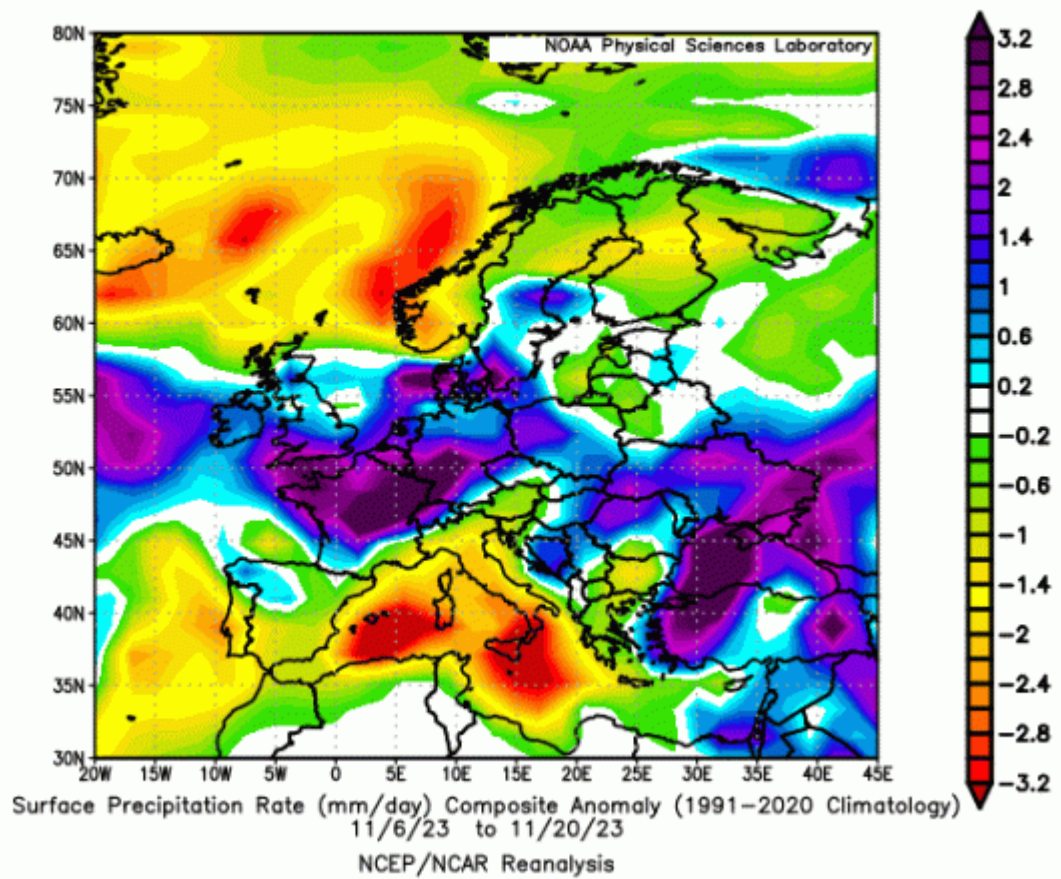 80N
NOAA Physical Sciences Laboratory
75N
70N
65N
60N
55N
50N
45N
40N
35N
30N
20W 15W 10W 5W 0 5E 10E 15E 20E 25E 30E 35E 40E 45E
3.2
2.8
2.4
2
1.4
1
0.6
0.2
-0.2
-0.6
-1
-1.4
-2
-2.4
-2.8
-3.2
Surface Precipitation Rate (mm/day) Composite Anomaly (1991-2020 Climatology)
11/6/23 to 11/20/23
NCEP/NCAR Reanalysis